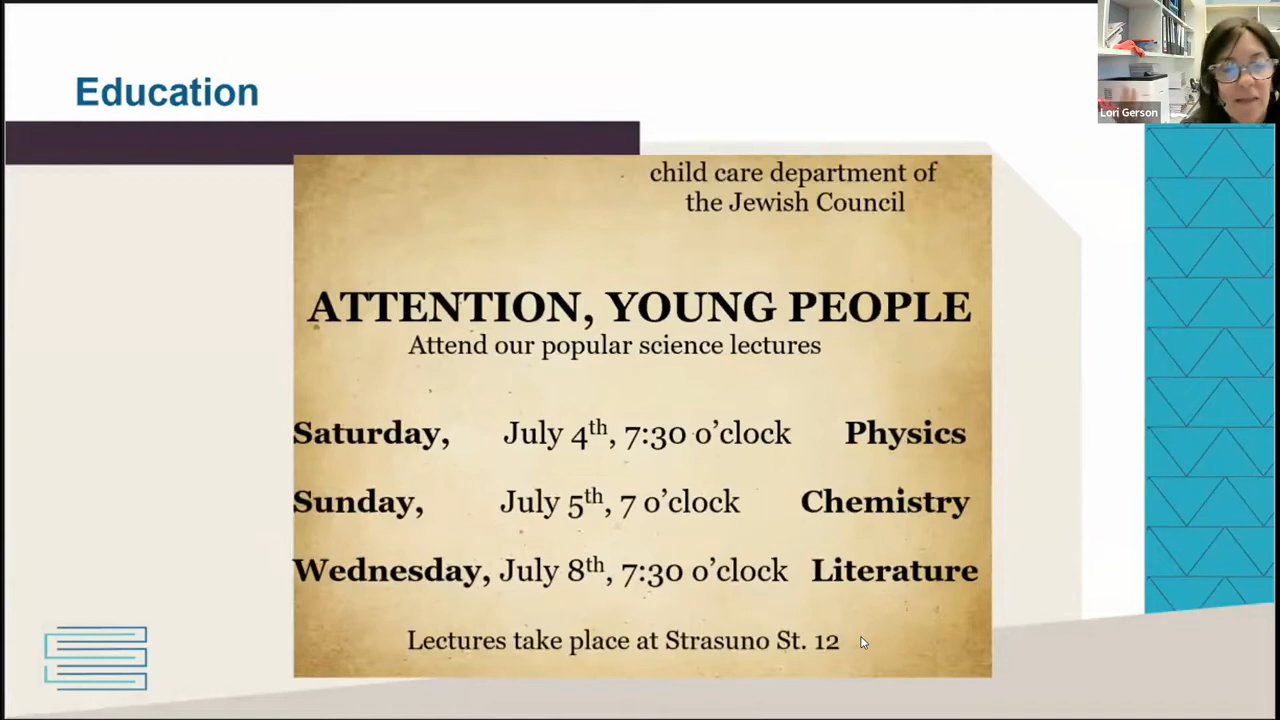 Education
Lori Gerson
child care department of
the Jewish Council
ATTENTION, YOUNG PEOPLE
Attend our popular science lectures
Saturday, July 4th, 7:30 o'clock Physics
Sunday, July 5th, 7 o'clock Chemistry
Wednesday, July 8th, 7:30 o'clock Literature
Lectures take place at Strasuno St. 12